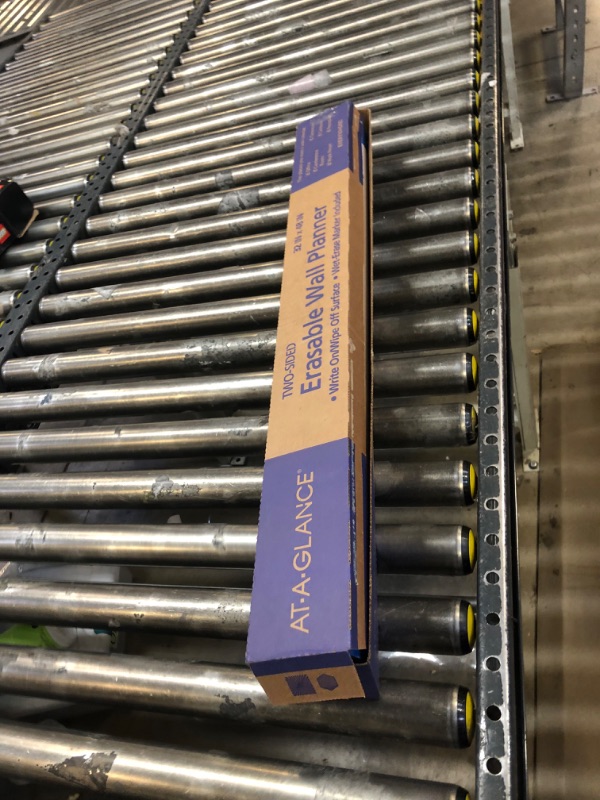 AT·A·GLANCE®
TWO-SIDED
32 IN x 48 IN
Erasable Wall Planner
• Write On/Wipe Off Surface • Wet-Erase Marker Included